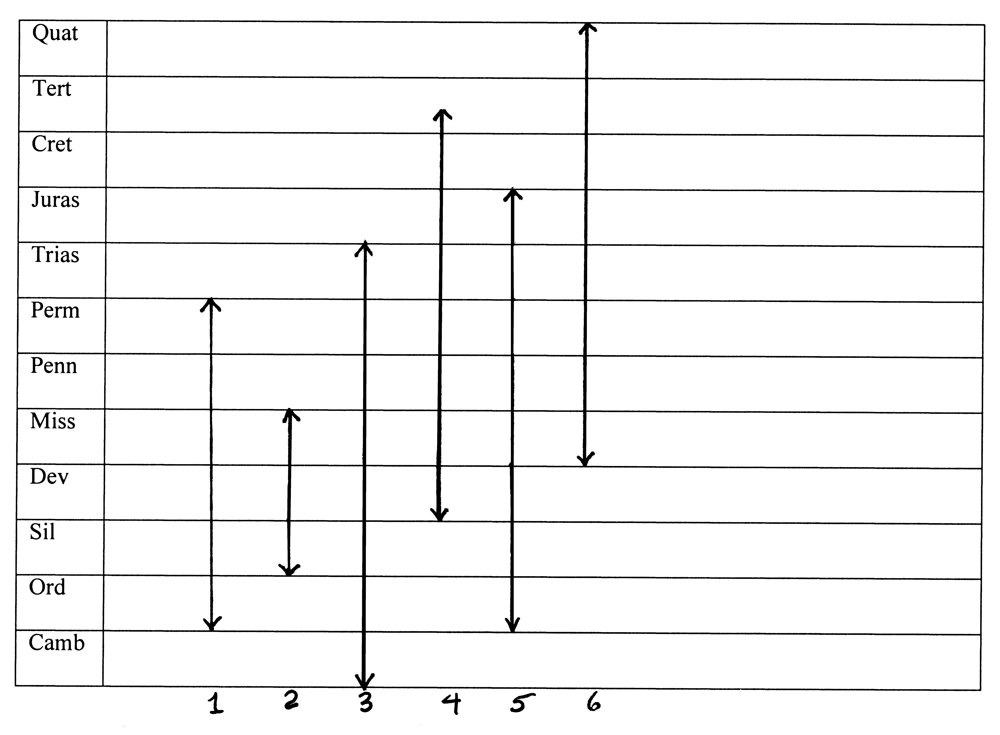 Quat
Tert
Cret
Juras
Trias
Perm
Penn
Miss
Dev
Sil
Ord
Camb
1 2 3 4 5 6